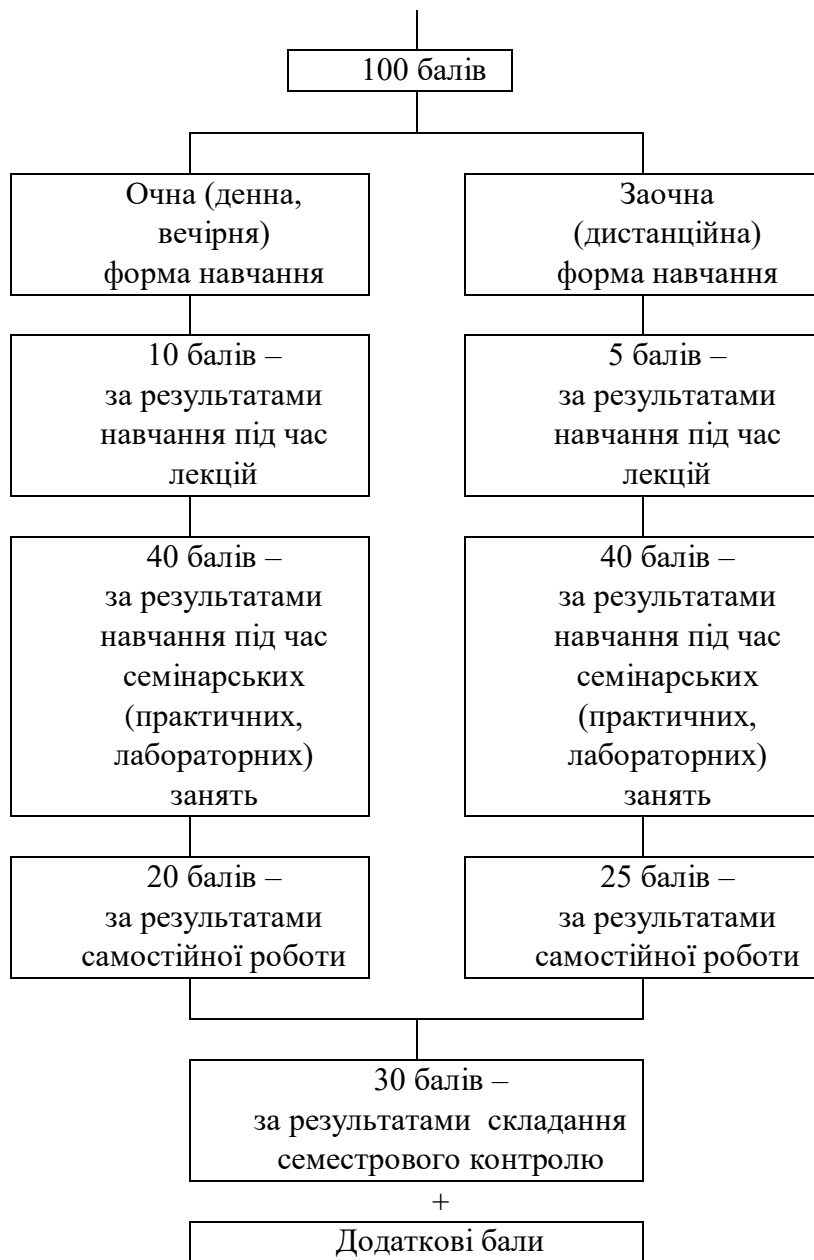 100 балів
Очна (денна,
вечірня)
форма навчання
Заочна
(дистанційна)
форма навчання
10 балів –
за результатами
навчання під час
лекцій
5 балів –
за результатами
навчання під час
лекцій
40 балів –
за результатами
навчання під час
семінарських
(практичних,
лабораторних)
занять
40 балів –
за результатами
навчання під час
семінарських
(практичних,
лабораторних)
занять
20 балів –
за результатами
самостійної роботи
25 балів –
за результатами
самостійної роботи
30 балів –
за результатами складання
семестрового контролю
+
Додаткові бали